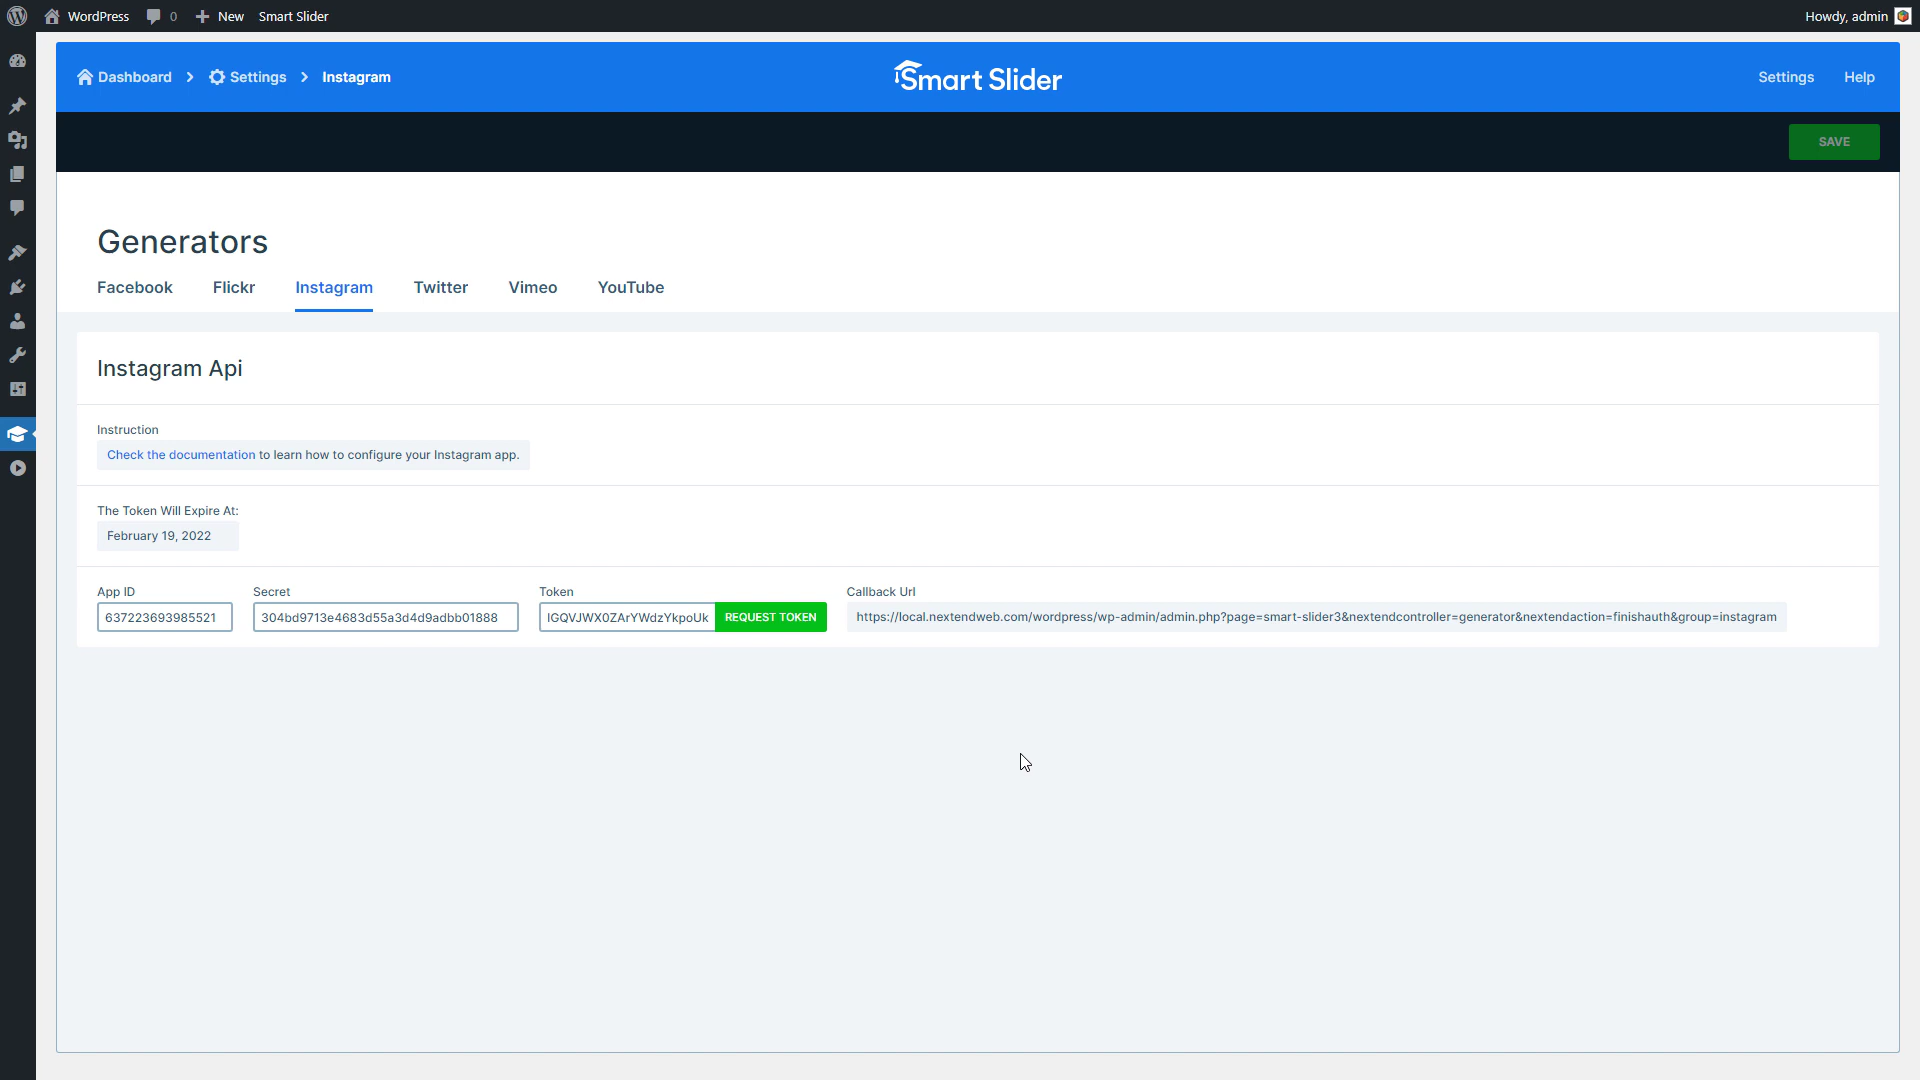 WordPress 0 New Smart Slider Howdy, admin
Dashboard Settings Instagram Smart Slider Settings Help
SAVE
Generators
Facebook Flickr Instagram Twitter Vimeo YouTube
Instagram Api
Instruction
Check the documentation to learn how to configure your Instagram app.
The Token Will Expire At:
February 19, 2022
App ID Secret Token Callback Url
637223693985521 304bd9713e4683d55a3d4d9adbb01888 IGQVJWX0ZArYWdzYkpoUk REQUEST TOKEN https://local.nextendweb.com/wordpress/wp-admin/admin.php?page=smart-slider3&nextendcontroller=generator&nextendaction=finishauth&group=instagram